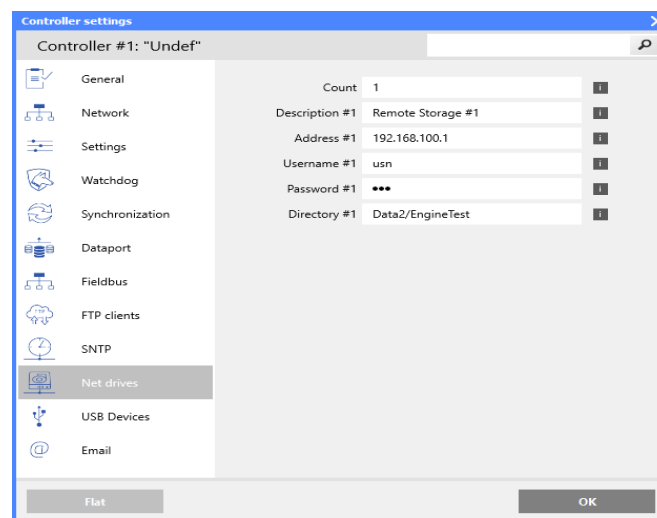 Controller settings
Controller #1: "Undef"
General
Network
Settings
Watchdog
Synchronization
Dataport
Fieldbus
FTP clients
SNTP
Net drives
USB Devices
Email
Count 1
Description #1 Remote Storage #1
Address #1 192.168.100.1
Username #1 usn
Password #1 •••
Directory #1 Data2/EngineTest
Flat
OK